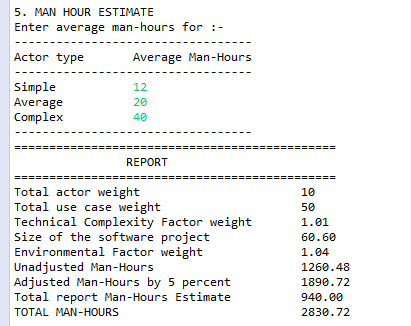 5. MAN HOUR ESTIMATE
Enter average man-hours for :-
----------------------------------
Actor type       Average Man-Hours
----------------------------------
Simple           12
Average          20
Complex          40
----------------------------------
==============================================
                REPORT
==============================================
Total actor weight                       10
Total use case weight                    50
Technical Complexity Factor weight       1.01
Size of the software project             60.60
Environmental Factor weight              1.04
Unadjusted Man-Hours                     1260.48
Adjusted Man-Hours by 5 percent          1890.72
Total report Man-Hours Estimate          940.00
TOTAL MAN-HOURS                          2830.72